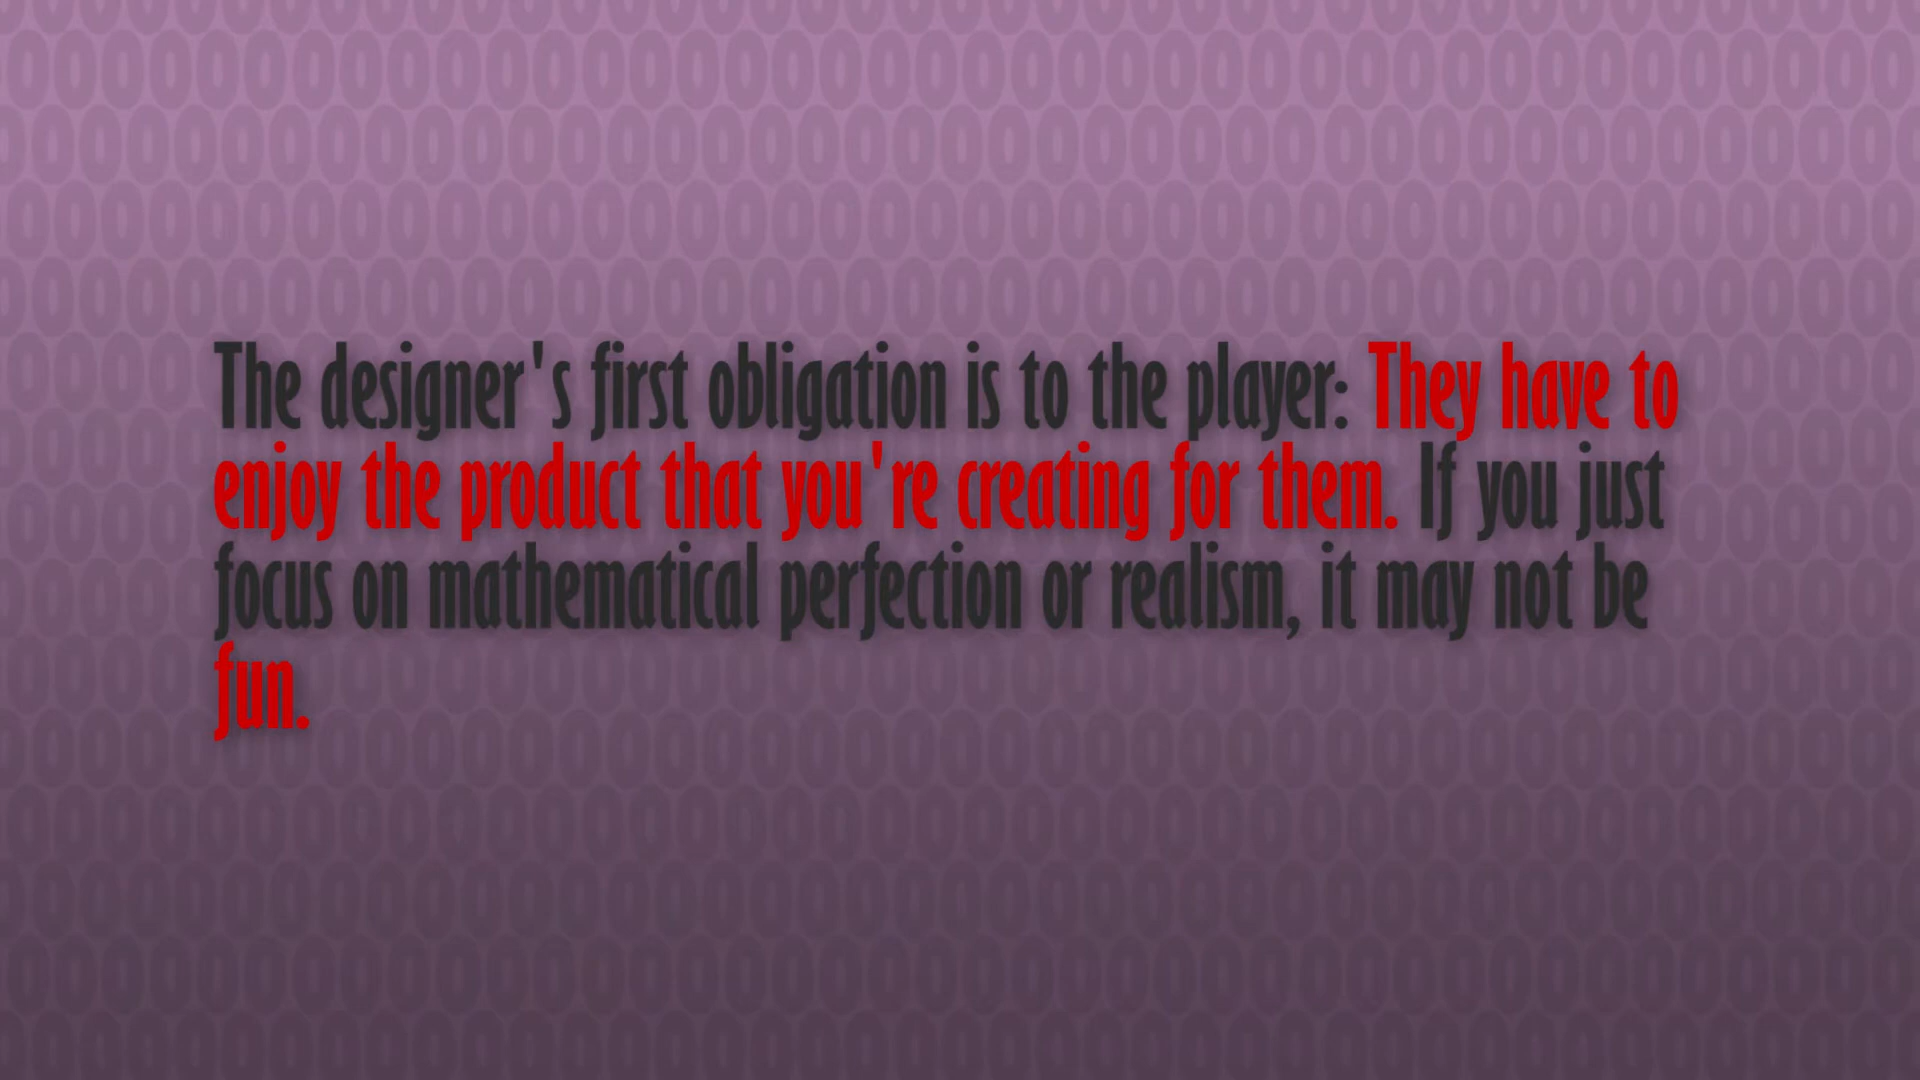 The designer's first obligation is to the player: They have to
enjoy the product that you're creating for them. If you just
focus on mathematical perfection or realism, it may not be
fun.